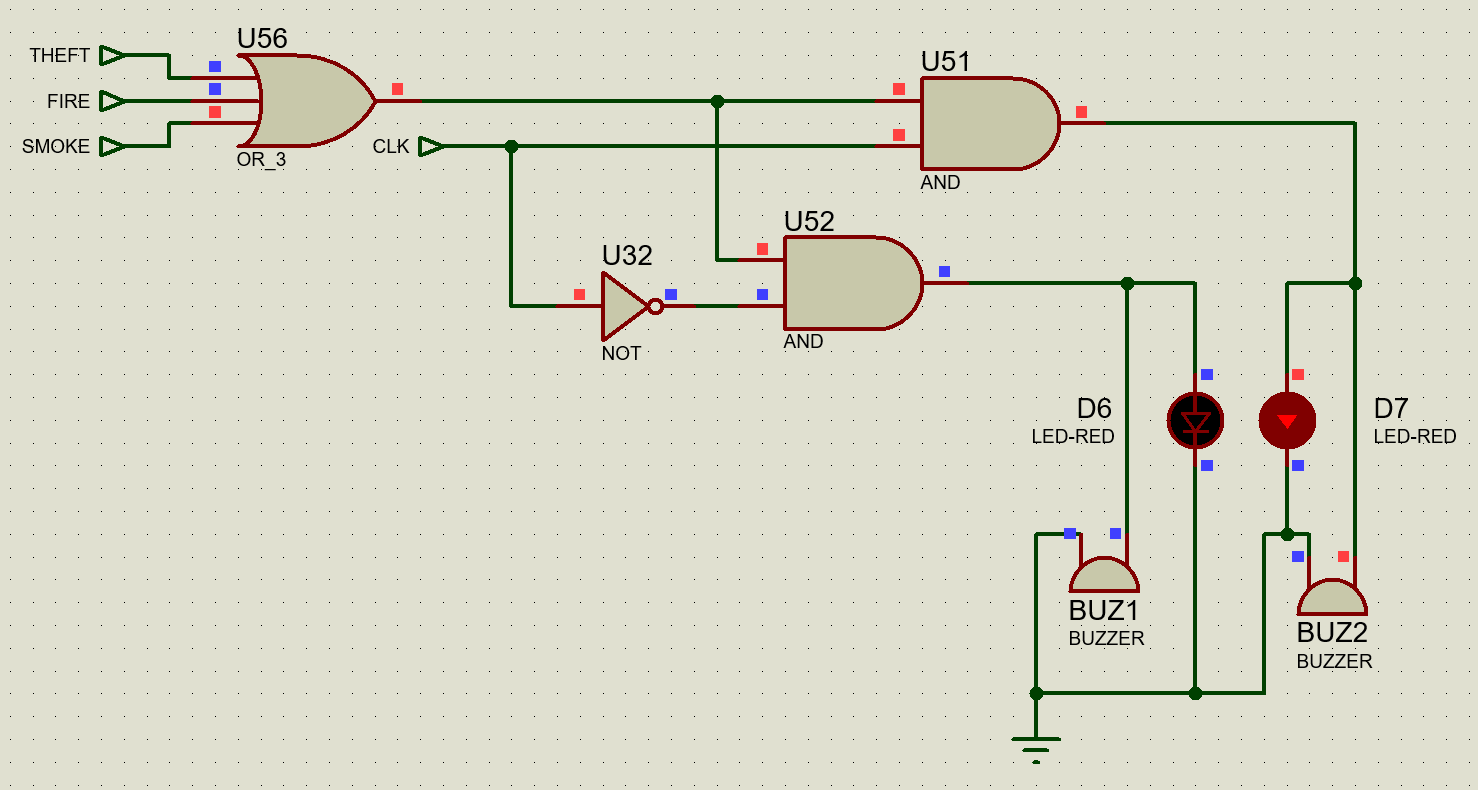 U56
THEFT
FIRE
SMOKE
OR_3
CLK
U51
AND
U52
AND
U32
NOT
D6
LED-RED
D7
LED-RED
BUZ1
BUZZER
BUZ2
BUZZER